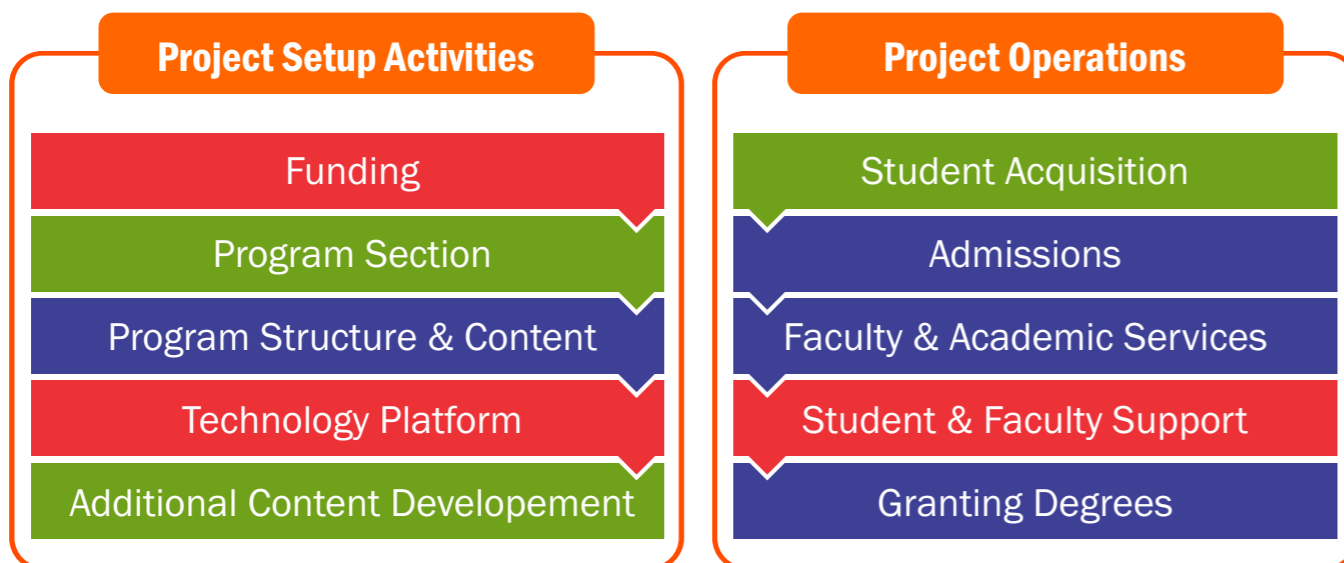 Project Setup Activities
Funding
Program Section
Program Structure & Content
Technology Platform
Additional Content Developement
Project Operations
Student Acquisition
Admissions
Faculty & Academic Services
Student & Faculty Support
Granting Degrees